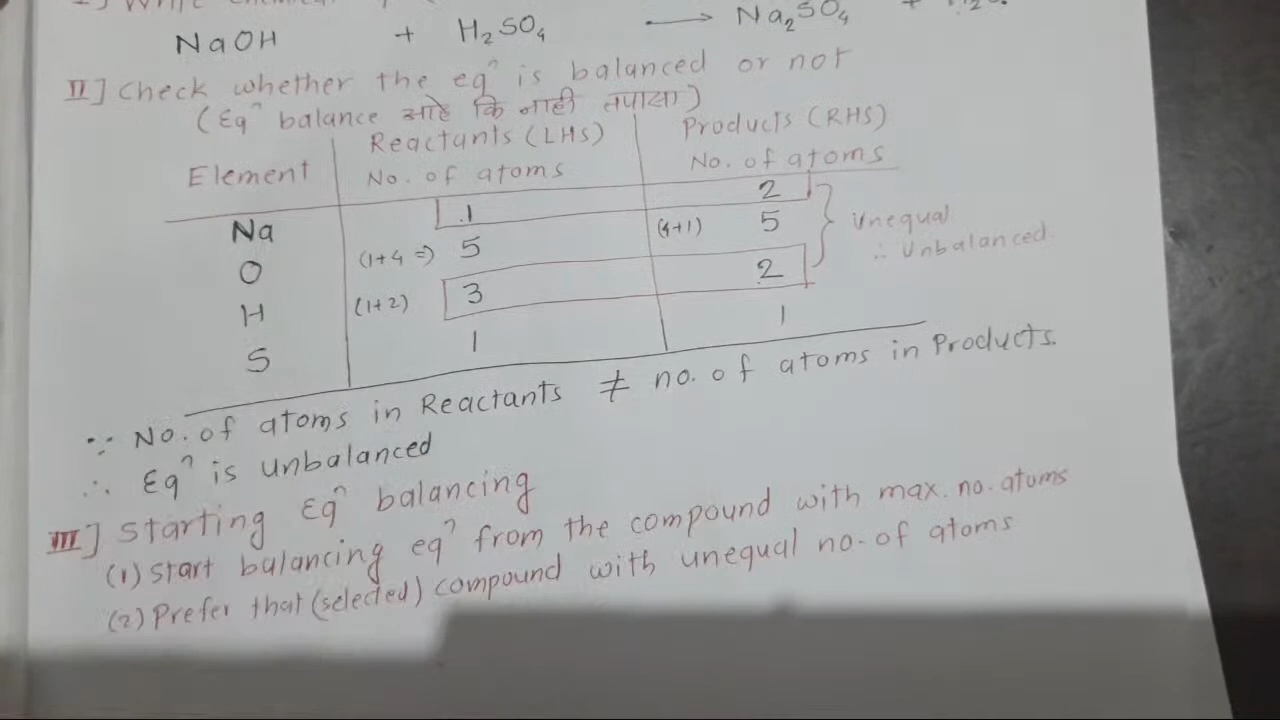 NaOH + H₂SO₄ → Na₂SO₄ +
II] Check whether the eqⁿ is balanced or not
(Eqⁿ balance आहे कि नाही तपासा)
Element Reactants (LHS) No. of atoms Products (RHS) No. of atoms
Na 1 2
O (1+4 =) 5 (4+1) 5
H (1+2) 3 2
S 1 1
} Unequal
∴ Unbalanced.
∵ No. of atoms in Reactants ≠ no. of atoms in Products.
∴ Eqⁿ is unbalanced
III] Starting Eqⁿ balancing
(1) Start balancing eqⁿ from the compound with max. no. atoms
(2) Prefer that (selected) compound with unequal no. of atoms